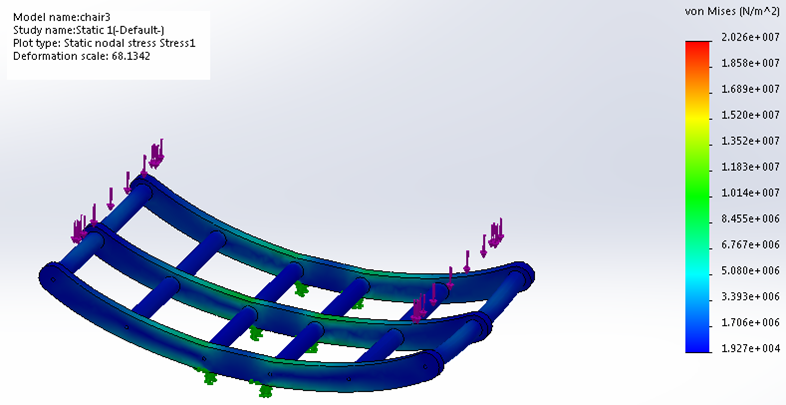 Model name:chair3
Study name:Static 1(-Default-)
Plot type: Static nodal stress Stress1
Deformation scale: 68.1342
von Mises (N/m^2)
2.026e+007
1.858e+007
1.689e+007
1.520e+007
1.352e+007
1.183e+007
1.014e+007
8.455e+006
6.767e+006
5.080e+006
3.393e+006
1.706e+006
1.927e+004